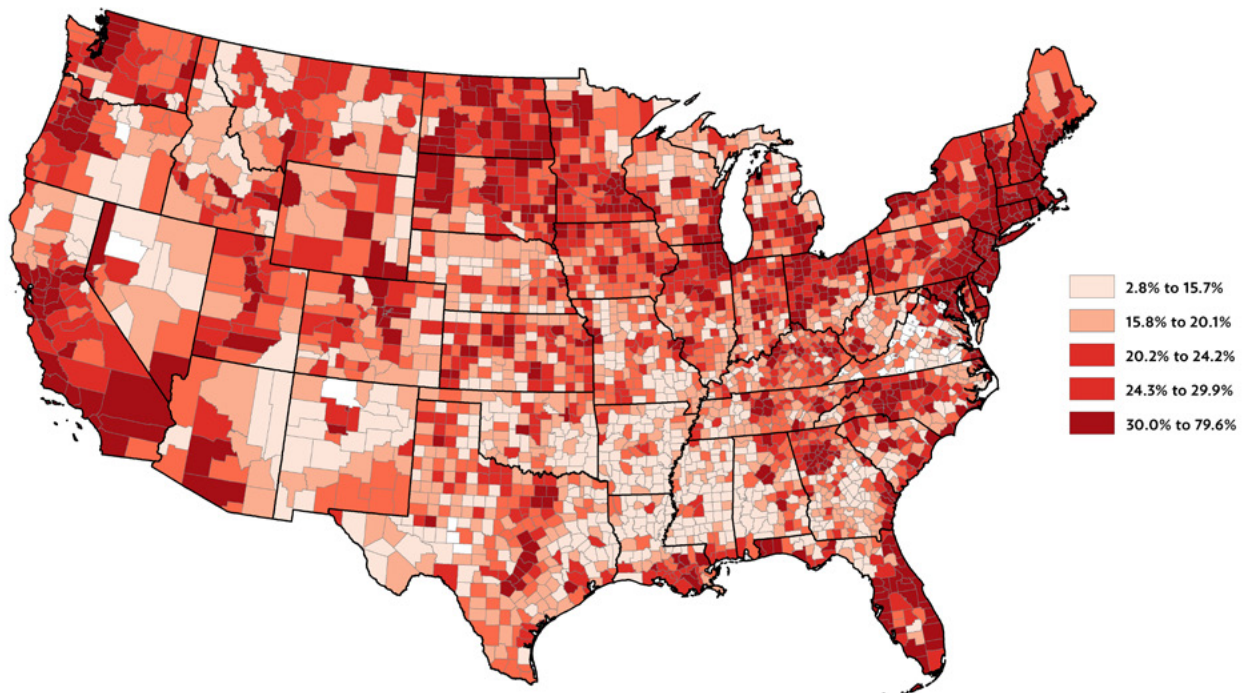 2.8% to 15.7%
15.8% to 20.1%
20.2% to 24.2%
24.3% to 29.9%
30.0% to 79.6%